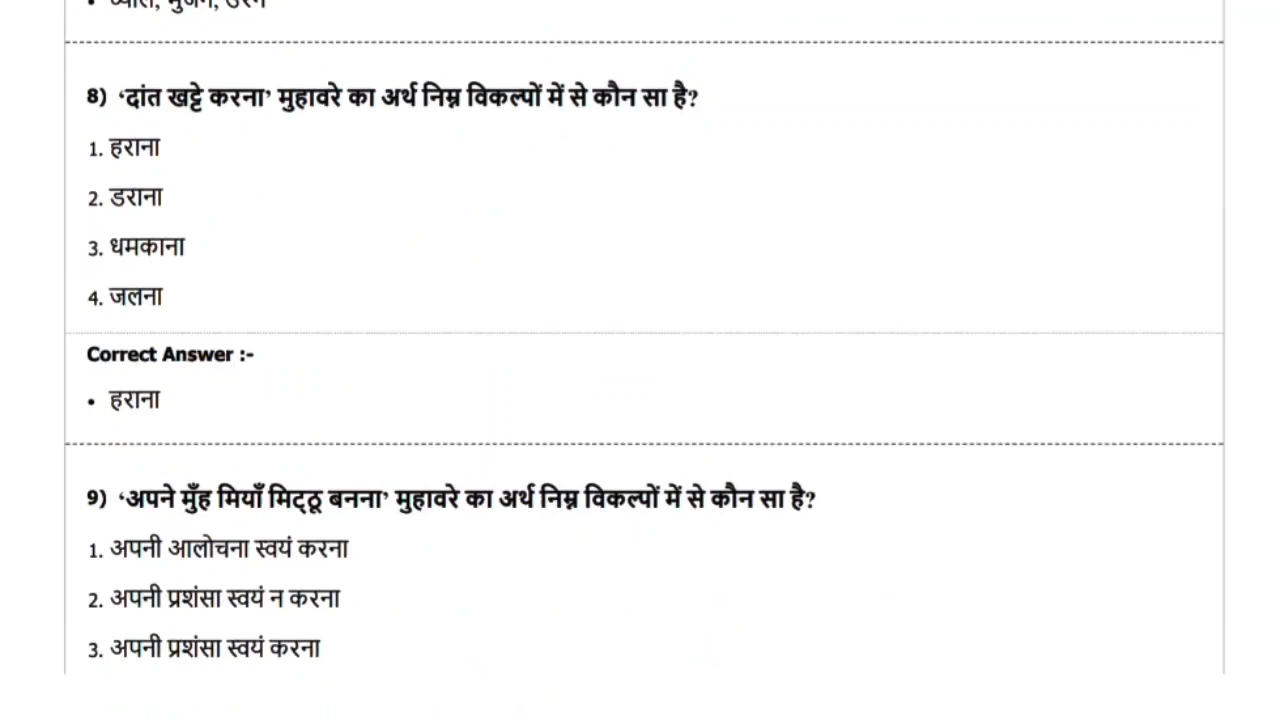 8) ‘दांत खट्टे करना’ मुहावरे का अर्थ निम्न विकल्पों में से कौन सा है?
1. हराना
2. डराना
3. धमकाना
4. जलना
Correct Answer :-
• हराना
9) ‘अपने मुँह मियाँ मिट्ठू बनना’ मुहावरे का अर्थ निम्न विकल्पों में से कौन सा है?
1. अपनी आलोचना स्वयं करना
2. अपनी प्रशंसा स्वयं न करना
3. अपनी प्रशंसा स्वयं करना